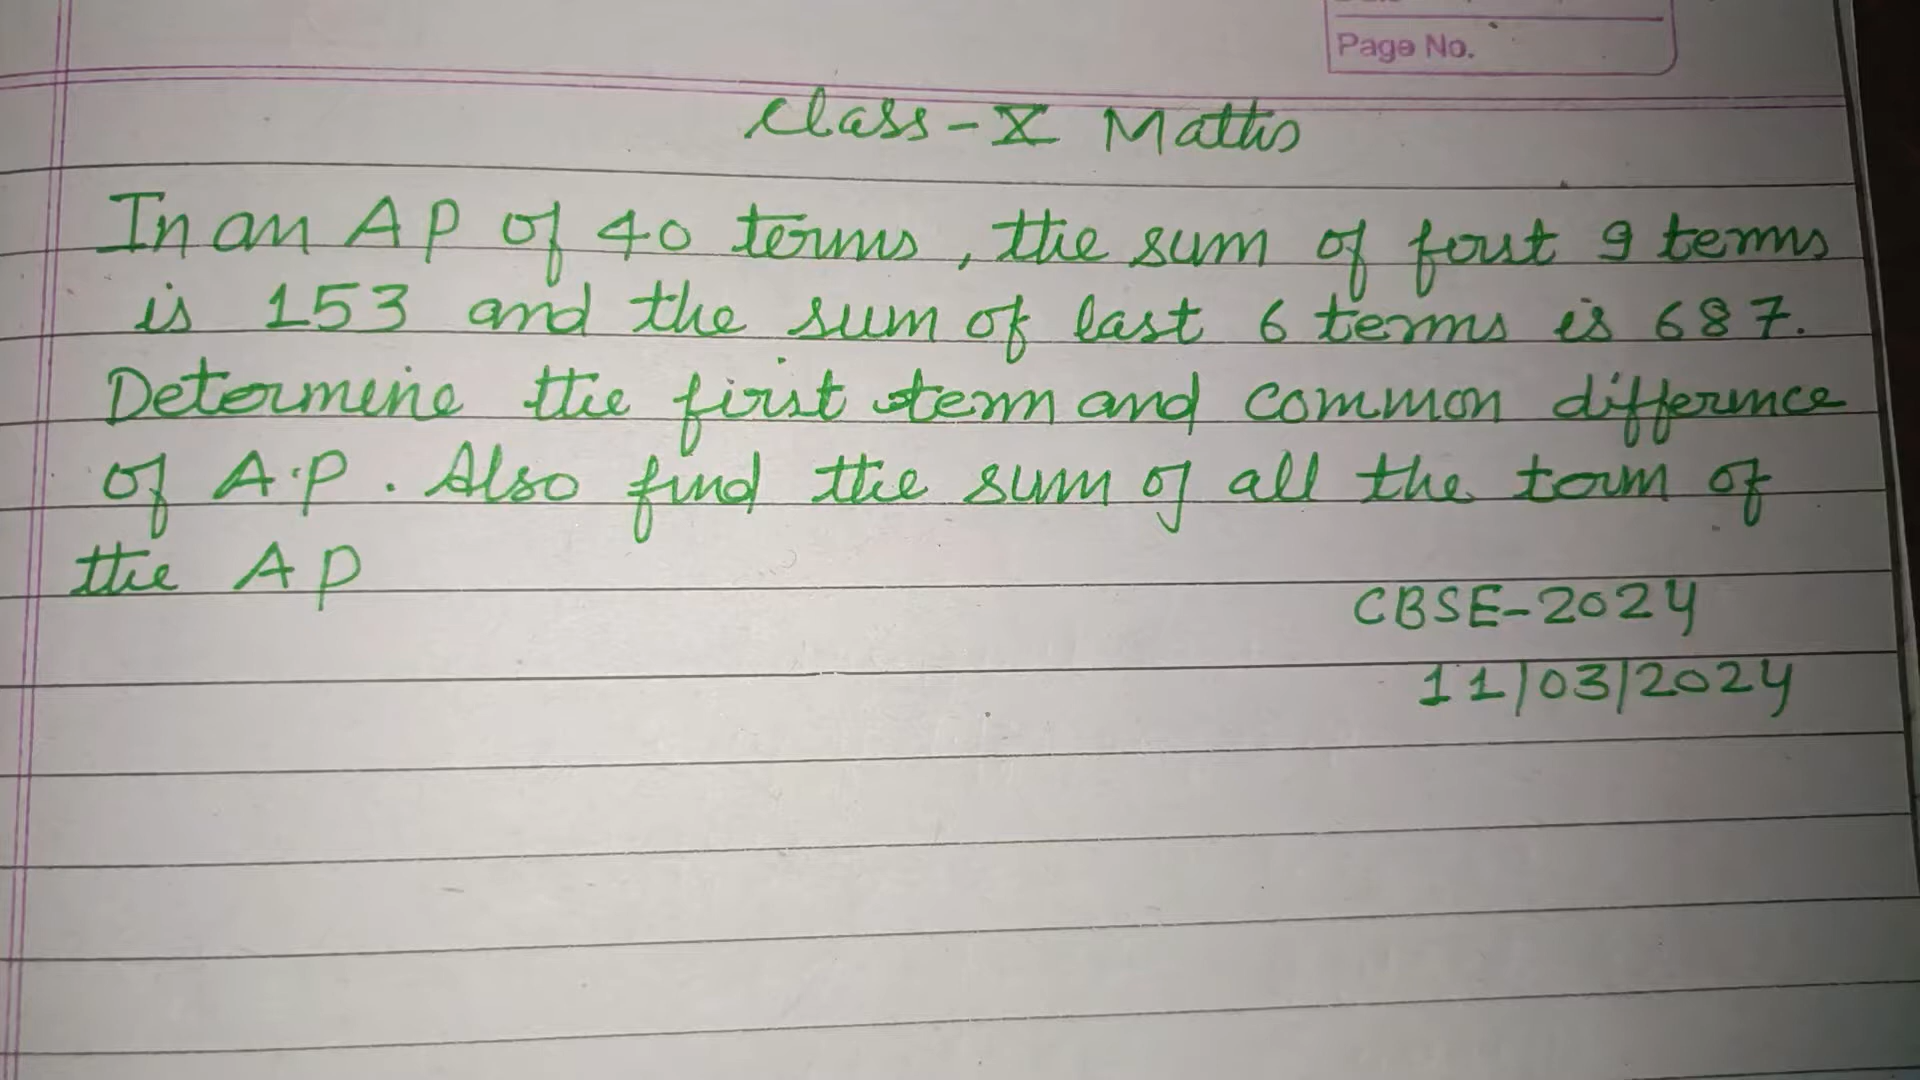 Page No.
Class - X Maths
In an AP of 40 terms, the sum of first 9 terms
is 153 and the sum of last 6 terms is 687.
Determine the first term and common difference
of A.P. Also find the sum of all the term of
the AP
CBSE-2024
11/03/2024